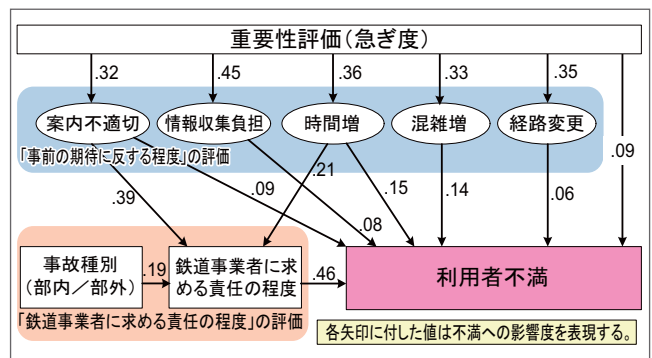 重要性評価（急ぎ度）
.32
.45
.36
.33
.35
.09
案内不適切
情報収集負担
時間増
混雑増
経路変更
「事前の期待に反する程度」の評価
.39
.09
.21
.08
.15
.14
.06
事故種別
（部内／部外）
.19
鉄道事業者に求
める責任の程度
.46
利用者不満
「鉄道事業者に求める責任の程度」の評価
各矢印に付した値は不満への影響度を表現する。